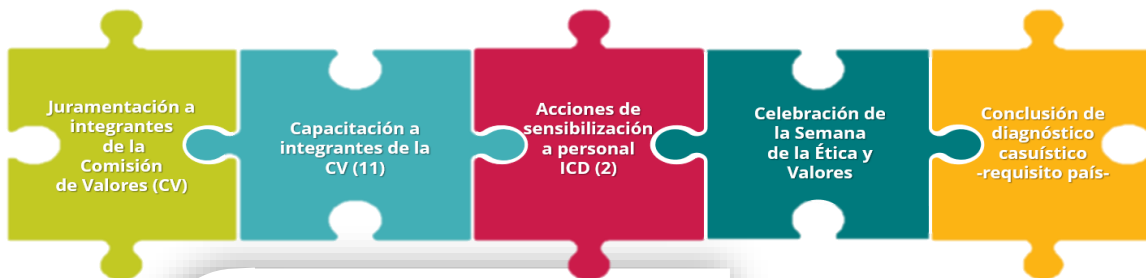 Juramentación a
integrantes
de la
Comisión
de Valores (CV)
Capacitación a
integrantes de la
CV (11)
Acciones de
sensibilización
a personal
ICD (2)
Celebración de
la Semana
de la Ética y
Valores
Conclusión de
diagnóstico
casuístico
-requisito país-